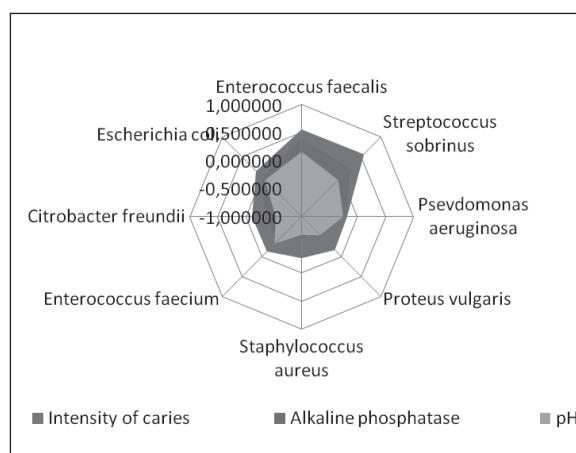 Enterococcus faecalis
1,000000
Streptococcus
sobrinus
0,500000
Escherichia coli
0,000000
-0,500000
Citrobacter freundii
-1,000000
Psevdomonas
aeruginosa
Enterococcus faecium
Proteus vulgaris
Staphylococcus
aureus
Intensity of caries
Alkaline phosphatase
pH